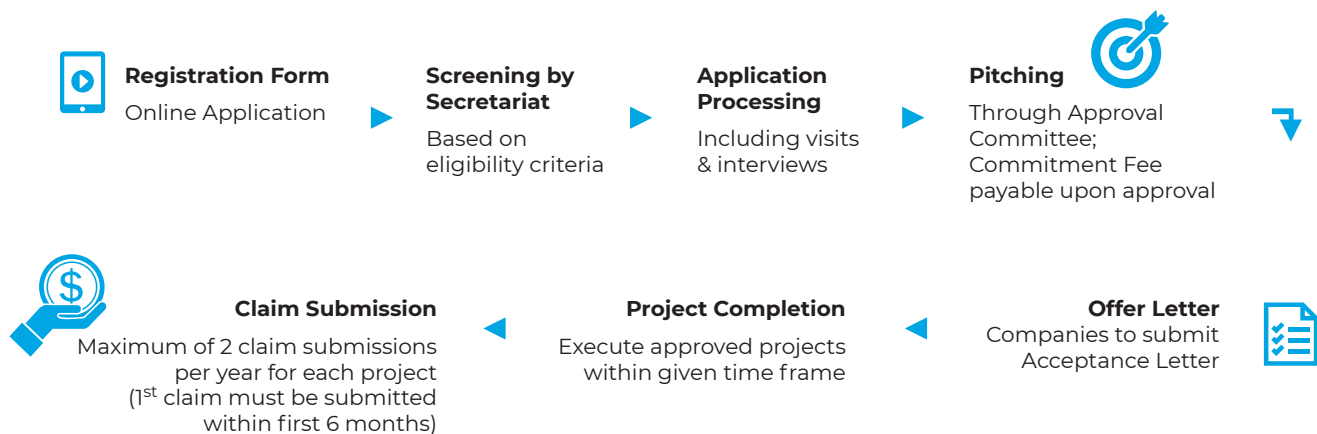 Registration Form
Online Application
Screening by
Secretariat
Based on
eligibility criteria
Application
Processing
Including visits
& interviews
Pitching
Through Approval
Committee;
Commitment Fee
payable upon approval
Offer Letter
Companies to submit
Acceptance Letter
Project Completion
Execute approved projects
within given time frame
$
Claim Submission
Maximum of 2 claim submissions
per year for each project
(1st claim must be submitted
within first 6 months)